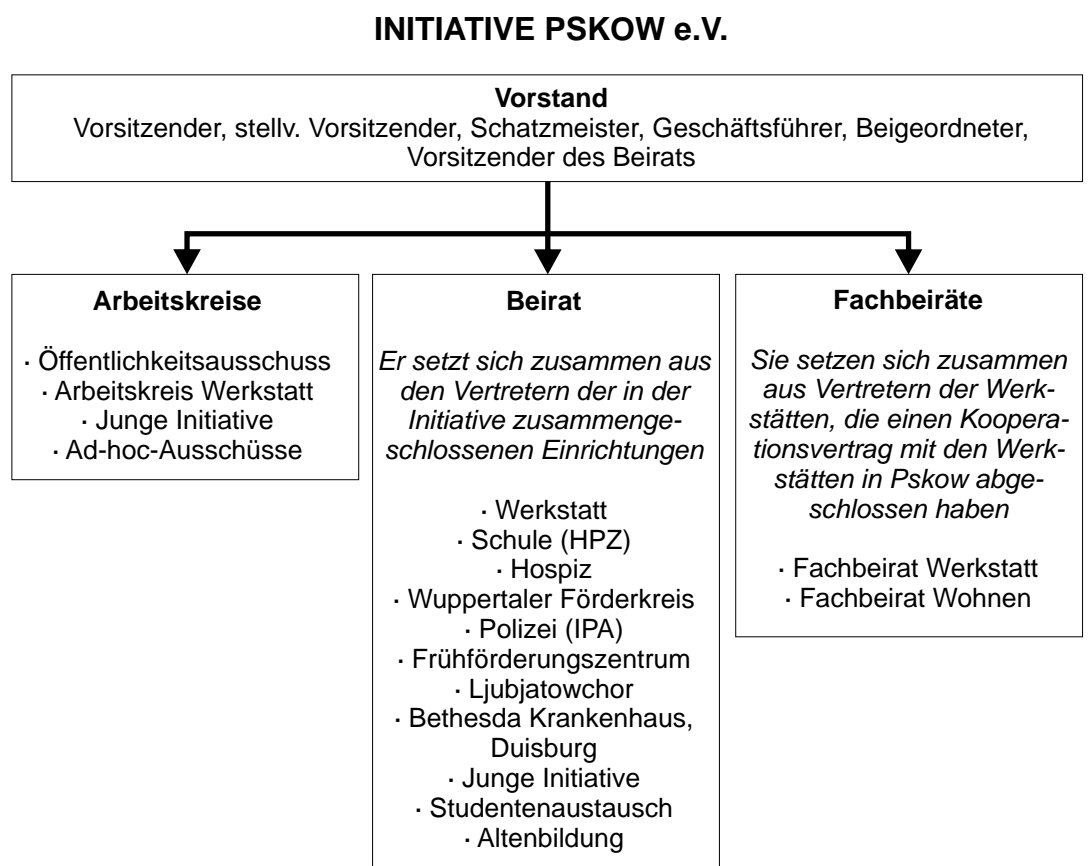 INITIATIVE PSKOW e.V.
Vorstand
Vorsitzender, stellv. Vorsitzender, Schatzmeister, Geschäftsführer, Beigeordneter,
Vorsitzender des Beirats
Arbeitskreise
· Öffentlichkeitsausschuss
· Arbeitskreis Werkstatt
· Junge Initiative
· Ad-hoc-Ausschüsse
Beirat
Er setzt sich zusammen aus
den Vertretern der in der
Initiative zusammenge-
schlossenen Einrichtungen
· Werkstatt
· Schule (HPZ)
· Hospiz
· Wuppertaler Förderkreis
· Polizei (IPA)
· Frühförderungszentrum
· Ljubjatowchor
· Bethesda Krankenhaus,
Duisburg
· Junge Initiative
· Studentenaustausch
· Altenbildung
Fachbeiräte
Sie setzen sich zusammen
aus Vertretern der Werk-
stätten, die einen Koopera-
tionsvertrag mit den Werk-
stätten in Pskow abge-
schlossen haben
· Fachbeirat Werkstatt
· Fachbeirat Wohnen